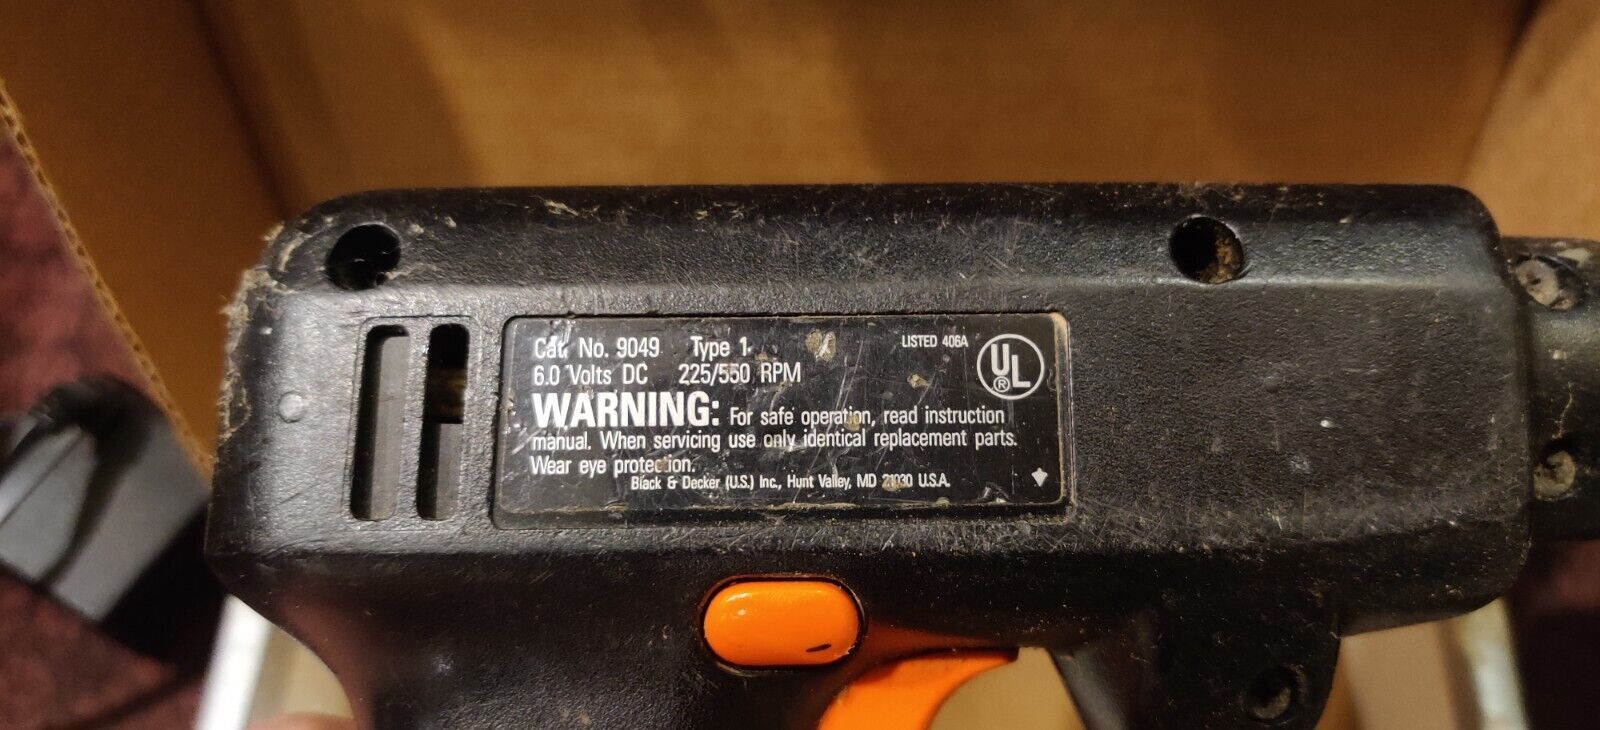 Cat. No. 9049 Type 1
6.0 Volts DC 225/550 RPM
LISTED 406A
UL
®
WARNING: For safe operation, read instruction
manual. When servicing use only identical replacement parts.
Wear eye protection.
Black & Decker (U.S.) Inc., Hunt Valley, MD 21030 U.S.A.